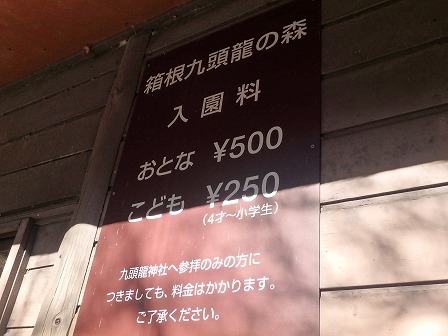 箱根九頭龍の森
入園料
おとな ¥500
こども ¥250
(4才～小学生)
九頭龍神社へ参拝のみの方に
つきましても、料金はかかります。
ご了承ください。